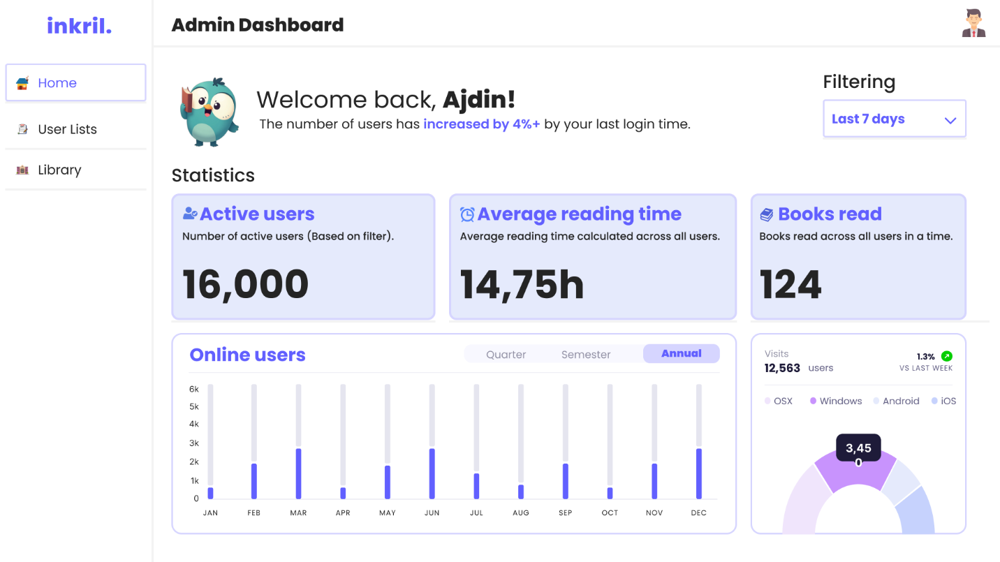 inkril.
Admin Dashboard
Home
User Lists
Library
Welcome back, Ajdin!
The number of users has increased by 4%+ by your last login time.
Filtering
Last 7 days
Statistics
Active users
Number of active users (Based on filter).
16,000
Average reading time
Average reading time calculated across all users.
14,75h
Books read
Books read across all users in a time.
124
Online users
Quarter Semester Annual
6k
5k
4k
3k
2k
1k
0
JAN FEB MAR APR MAY JUN JUL AUG SEP OCT NOV DEC
Visits
12,563 users
1.3%
VS LAST WEEK
OSX Windows Android iOS
3,45
0